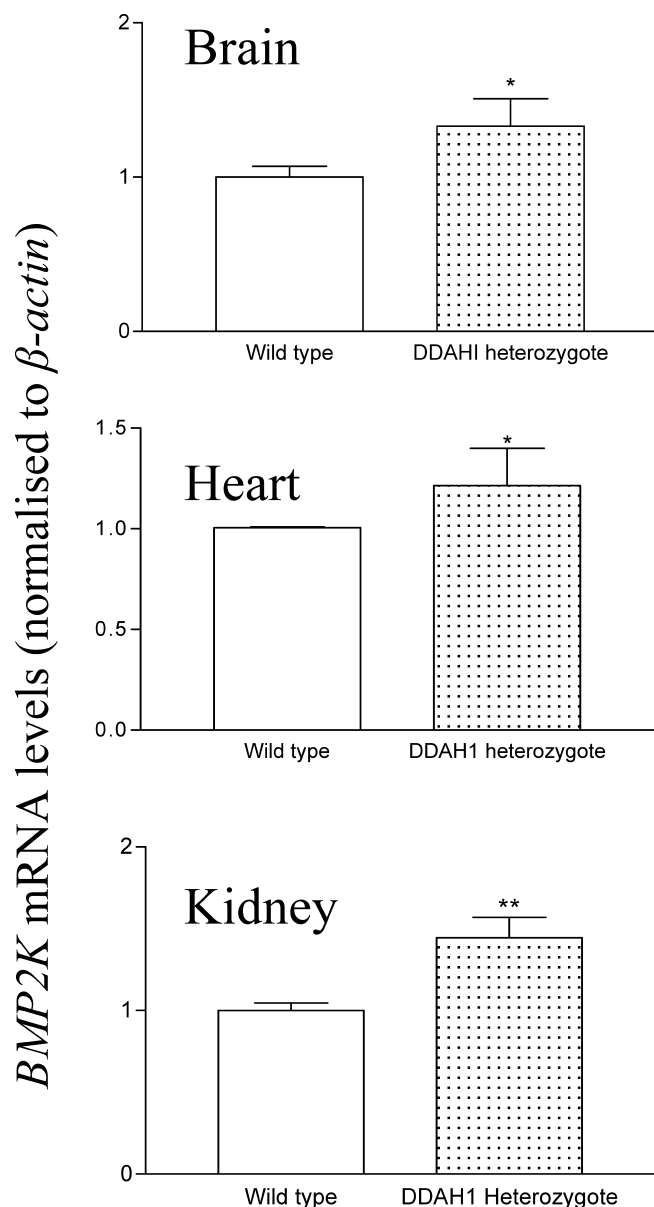 BMP2K mRNA levels (normalised to β-actin)
Brain
2
1
0
*
Wild type
DDAHI heterozygote
Heart
1.5
1.0
0.5
0.0
*
Wild type
DDAH1 heterozygote
Kidney
2
1
0
**
Wild type
DDAH1 Heterozygote